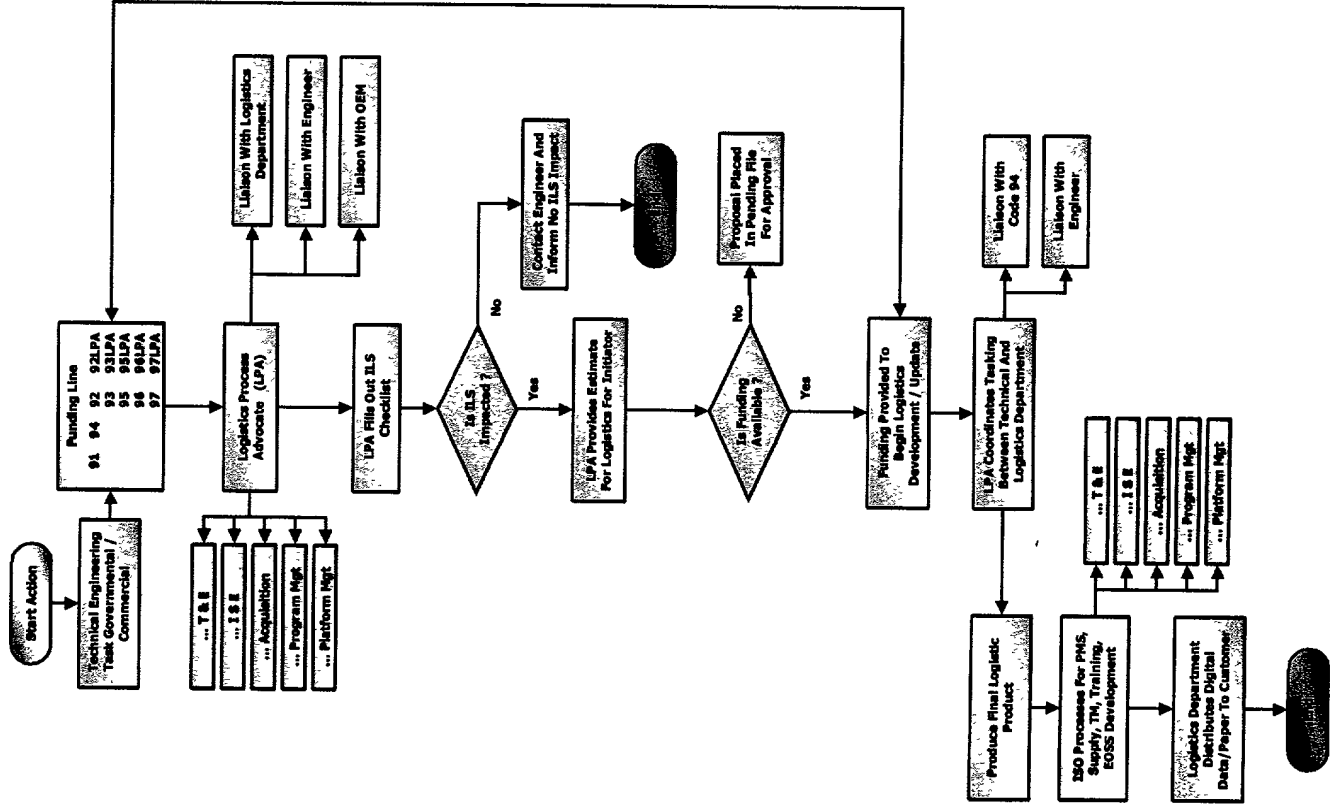 Start Action
Technical Engineering
Task Governmental /
Commercial
Funding Line
91 94 92 92LPA
93 93LPA
95 95LPA
96 96LPA
97 97LPA
Logistics Process
Advocate (LPA)
... T & E
... I S E
... Acquisition
... Program Mgt
... Platform Mgt
Liaison With Logistics
Department
Liaison With Engineer
Liaison With OEM
LPA Fills Out ILS
Checklist
Is ILS
Impacted ?
No
Contact Engineer And
Inform No ILS Impact
Yes
LPA Provides Estimate
For Logistics For Initiator
Is Funding
Available ?
No
Proposal Placed
In Pending File
For Approval
Yes
Funding Provided To
Begin Logistics
Development / Update
LPA Coordinates Tasking
Between Technical And
Logistics Department
Liaison With
Code 94
Liaison With
Engineer
Produce Final Logistic
Product
ISO Processes For PMS,
Supply, TM, Training,
EOSS Development
... T & E
... I S E
... Acquisition
... Program Mgt
... Platform Mgt
Logistics Department
Distributes Digital
Data/Paper To Customer